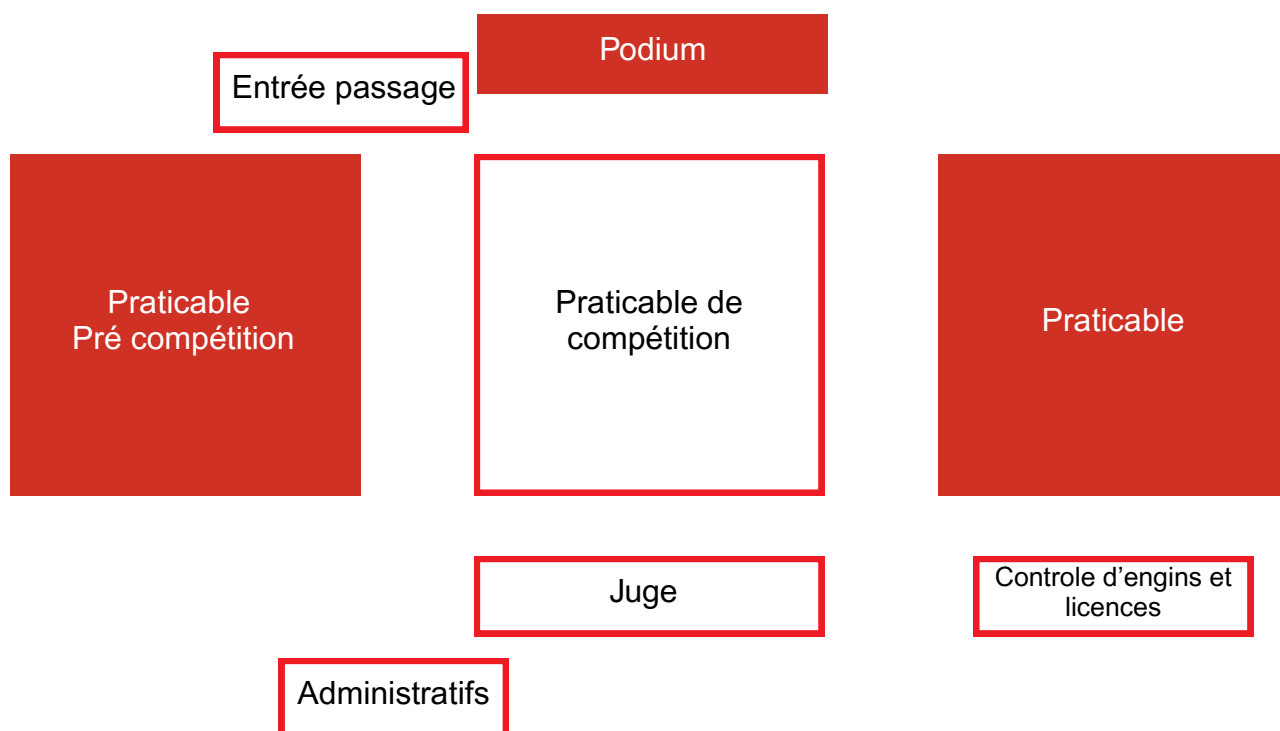 Podium
Entrée passage
Praticable
Pré compétition
Praticable de
compétition
Praticable
Juge
Controle d'engins et
licences
Administratifs